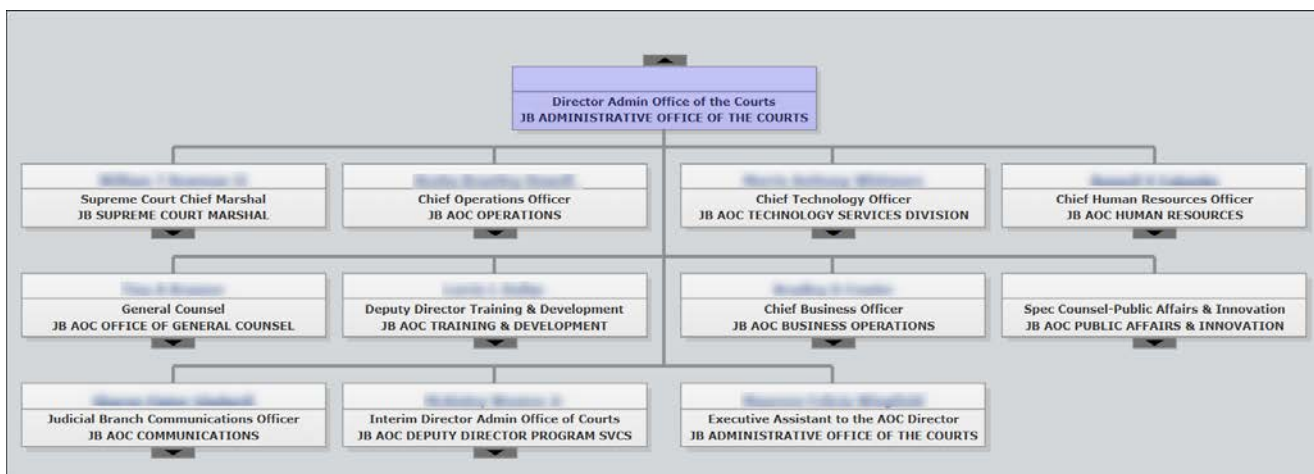 Director Admin Office of the Courts
JB ADMINISTRATIVE OFFICE OF THE COURTS
Supreme Court Chief Marshal
JB SUPREME COURT MARSHAL
Chief Operations Officer
JB AOC OPERATIONS
Chief Technology Officer
JB AOC TECHNOLOGY SERVICES DIVISION
Chief Human Resources Officer
JB AOC HUMAN RESOURCES
General Counsel
JB AOC OFFICE OF GENERAL COUNSEL
Deputy Director Training & Development
JB AOC TRAINING & DEVELOPMENT
Chief Business Officer
JB AOC BUSINESS OPERATIONS
Spec Counsel-Public Affairs & Innovation
JB AOC PUBLIC AFFAIRS & INNOVATION
Judicial Branch Communications Officer
JB AOC COMMUNICATIONS
Interim Director Admin Office of Courts
JB AOC DEPUTY DIRECTOR PROGRAM SVCS
Executive Assistant to the AOC Director
JB ADMINISTRATIVE OFFICE OF THE COURTS